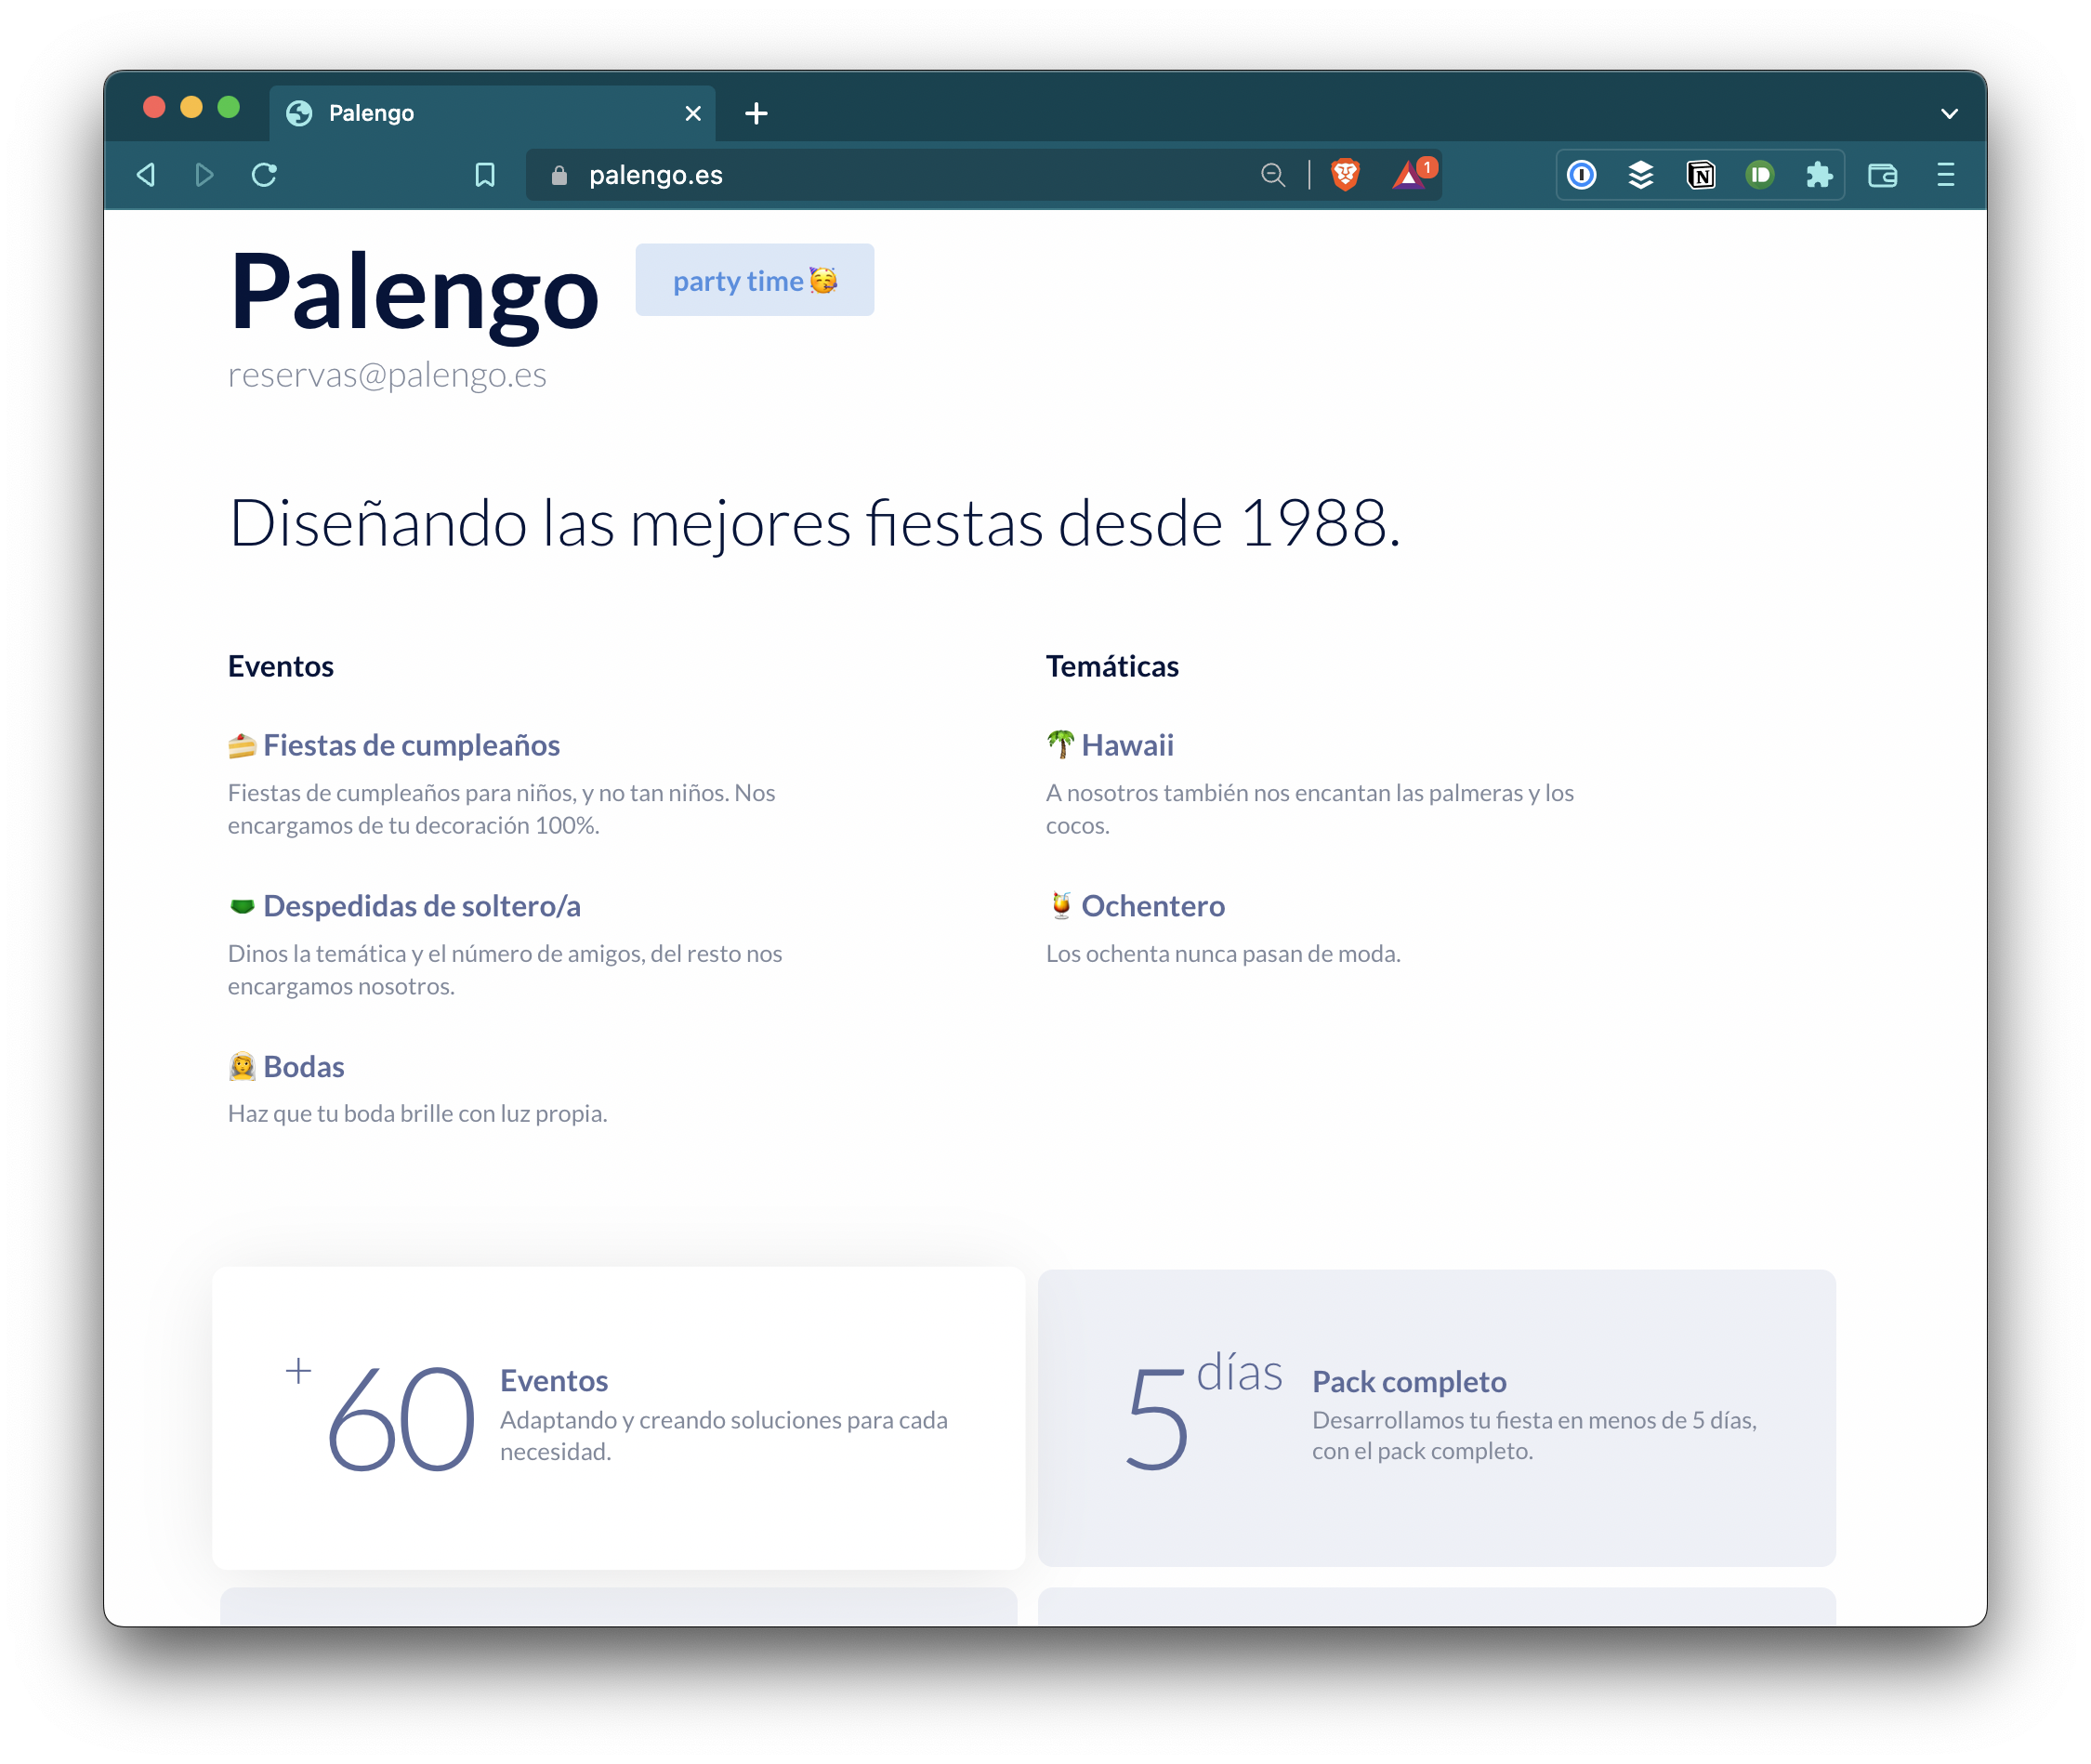 Palengo
palengo.es
1
Palengo
party time 🥳
reservas@palengo.es
Diseñando las mejores fiestas desde 1988.
Eventos
🍰 Fiestas de cumpleaños
Fiestas de cumpleaños para niños, y no tan niños. Nos
encargamos de tu decoración 100%.
🩲 Despedidas de soltero/a
Dinos la temática y el número de amigos, del resto nos
encargamos nosotros.
👰‍♀️ Bodas
Haz que tu boda brille con luz propia.
Temáticas
🌴 Hawaii
A nosotros también nos encantan las palmeras y los
cocos.
🍹 Ochentero
Los ochenta nunca pasan de moda.
+60
Eventos
Adaptando y creando soluciones para cada
necesidad.
5 días
Pack completo
Desarrollamos tu fiesta en menos de 5 días,
con el pack completo.